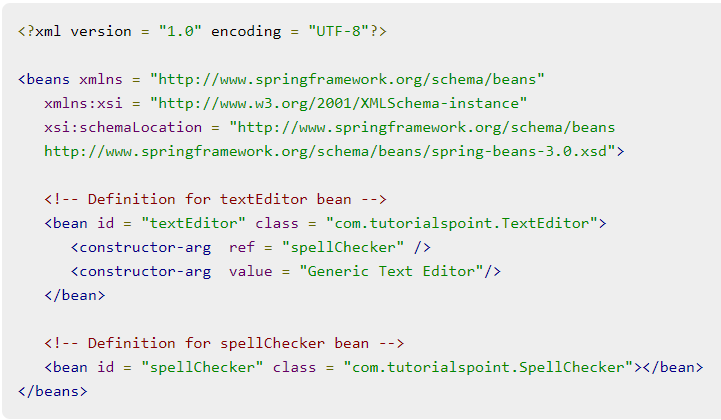 <?xml version = "1.0" encoding = "UTF-8"?>
<beans xmlns = "http://www.springframework.org/schema/beans"
xmlns:xsi = "http://www.w3.org/2001/XMLSchema-instance"
xsi:schemaLocation = "http://www.springframework.org/schema/beans
http://www.springframework.org/schema/beans/spring-beans-3.0.xsd">
<!-- Definition for textEditor bean -->
<bean id = "textEditor" class = "com.tutorialspoint.TextEditor">
<constructor-arg  ref = "spellChecker" />
<constructor-arg  value = "Generic Text Editor"/>
</bean>
<!-- Definition for spellChecker bean -->
<bean id = "spellChecker" class = "com.tutorialspoint.SpellChecker"></bean>
</beans>